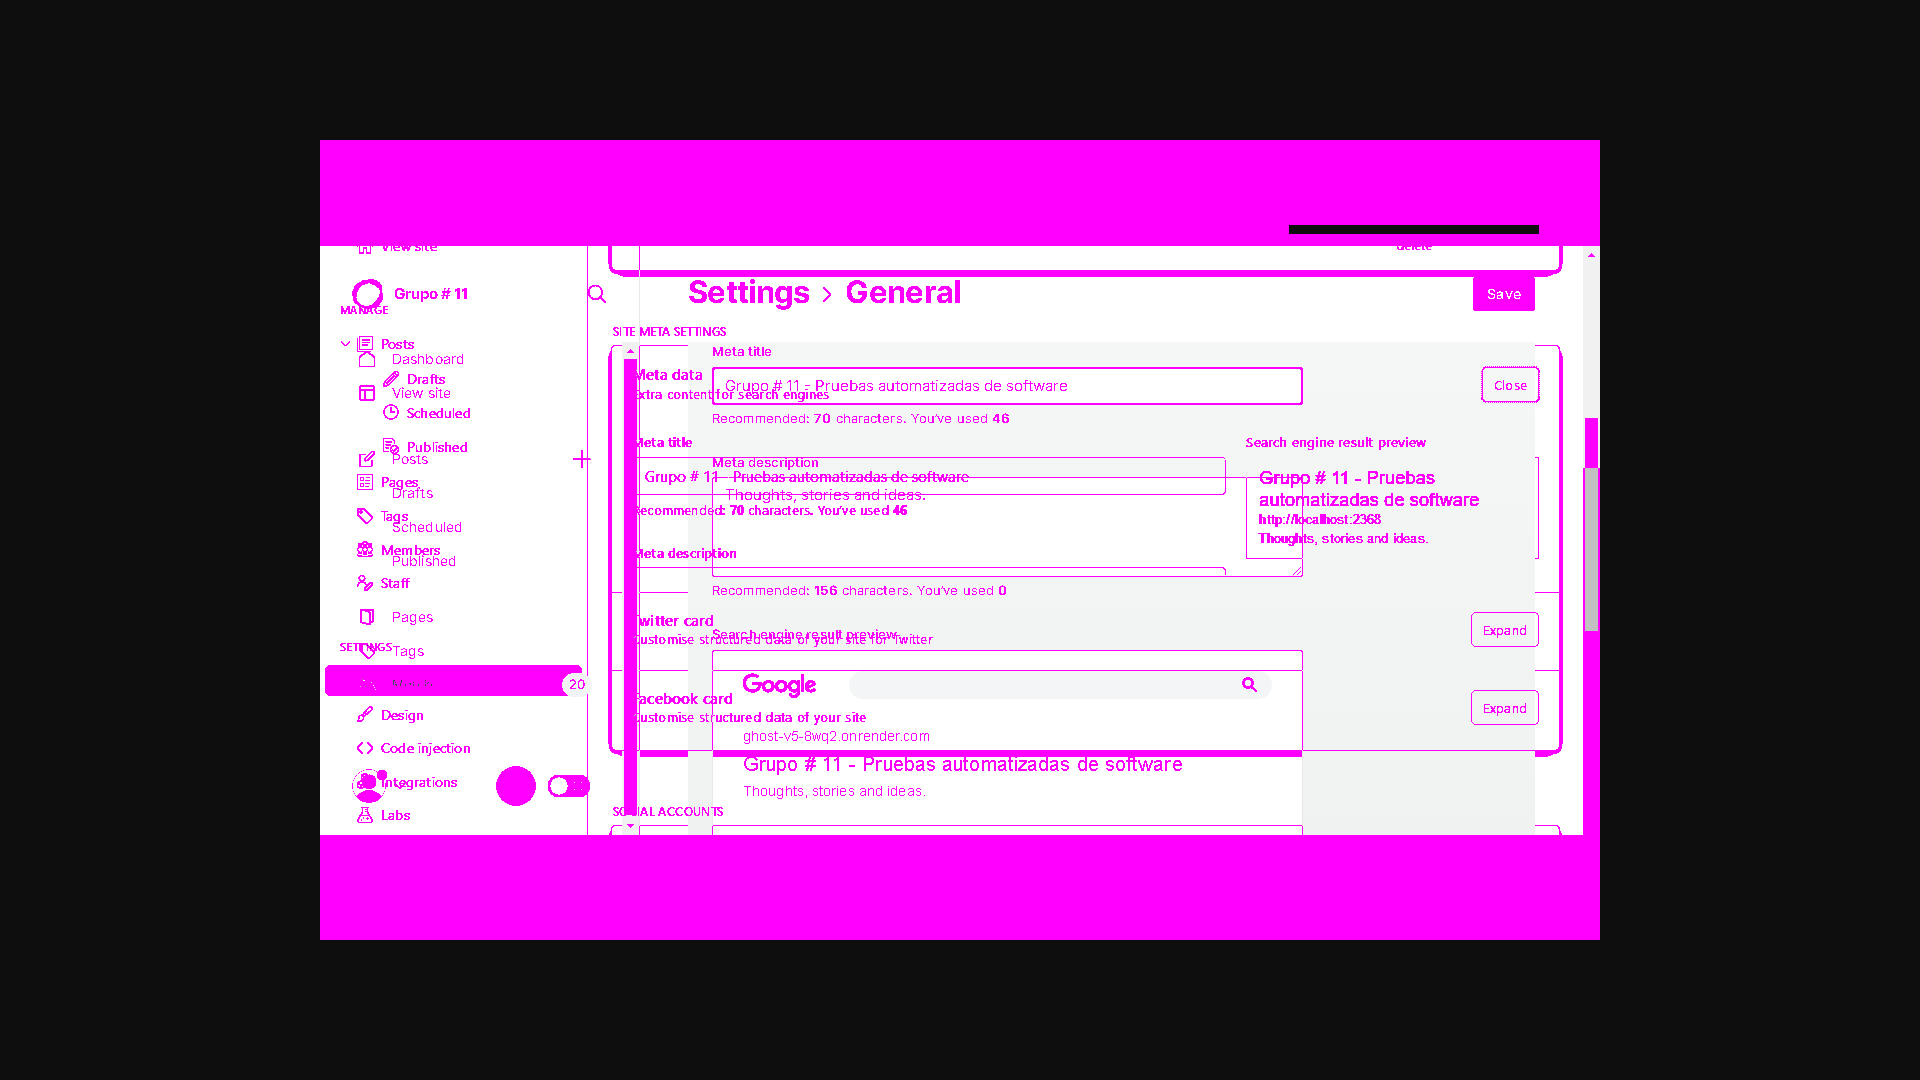 View site
delete
Grupo # 11
Settings > General
Save
MANAGE
SITE META SETTINGS
Posts
Meta title
Dashboard
Meta data
Drafts
Grupo # 11 - Pruebas automatizadas de software
Close
View site
Extra content for search engines
Scheduled
Recommended: 70 characters. You've used 46
Published
Meta title
Search engine result preview
Posts
Meta description
Grupo # 11 - Pruebas automatizadas de software
Grupo # 11 - Pruebas
automatizadas de software
Pages
Drafts
Thoughts, stories and ideas.
Recommended: 70 characters. You've used 46
http://localhost:2368
Tags
Scheduled
Thoughts, stories and ideas.
Members
Meta description
Published
Staff
Recommended: 156 characters. You've used 0
Pages
Twitter card
Expand
Search engine result preview
Customise structured data of your site for Twitter
SETTINGS
Tags
20
Google
Facebook card
Expand
Design
Customise structured data of your site
ghost-v5-8wq2.onrender.com
Code injection
Grupo # 11 - Pruebas automatizadas de software
Integrations
Thoughts, stories and ideas.
SOCIAL ACCOUNTS
Labs